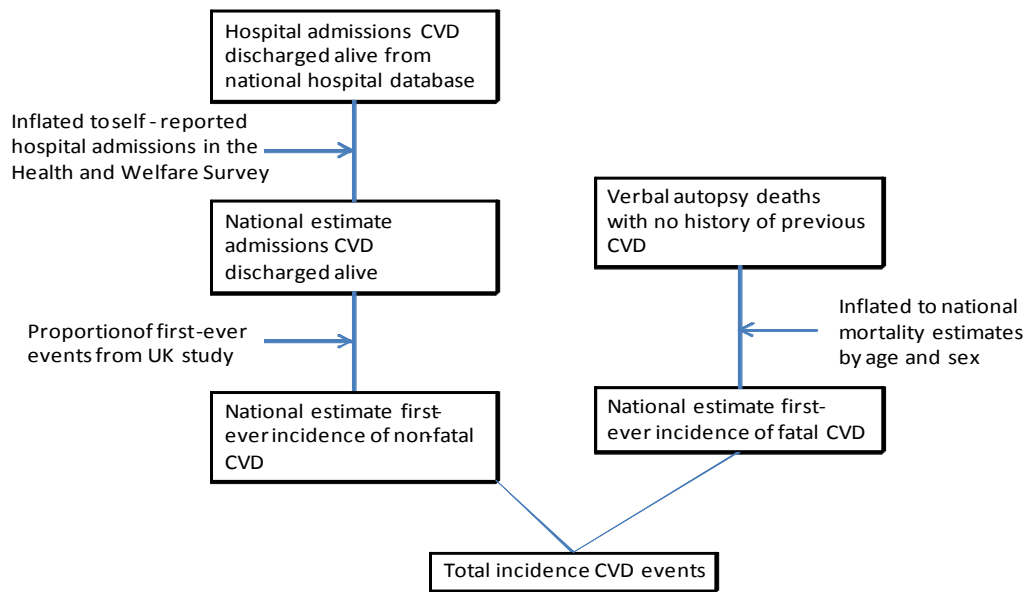 Hospital admissions CVD
discharged alive from
national hospital database
Inflated to self - reported
hospital admissions in the
Health and Welfare Survey
National estimate
admissions CVD
discharged alive
Proportion of first-ever
events from UK study
National estimate first-
ever incidence of non-fatal
CVD
Verbal autopsy deaths
with no history of previous
CVD
Inflated to national
mortality estimates
by age and sex
National estimate first-
ever incidence of fatal CVD
Total incidence CVD events